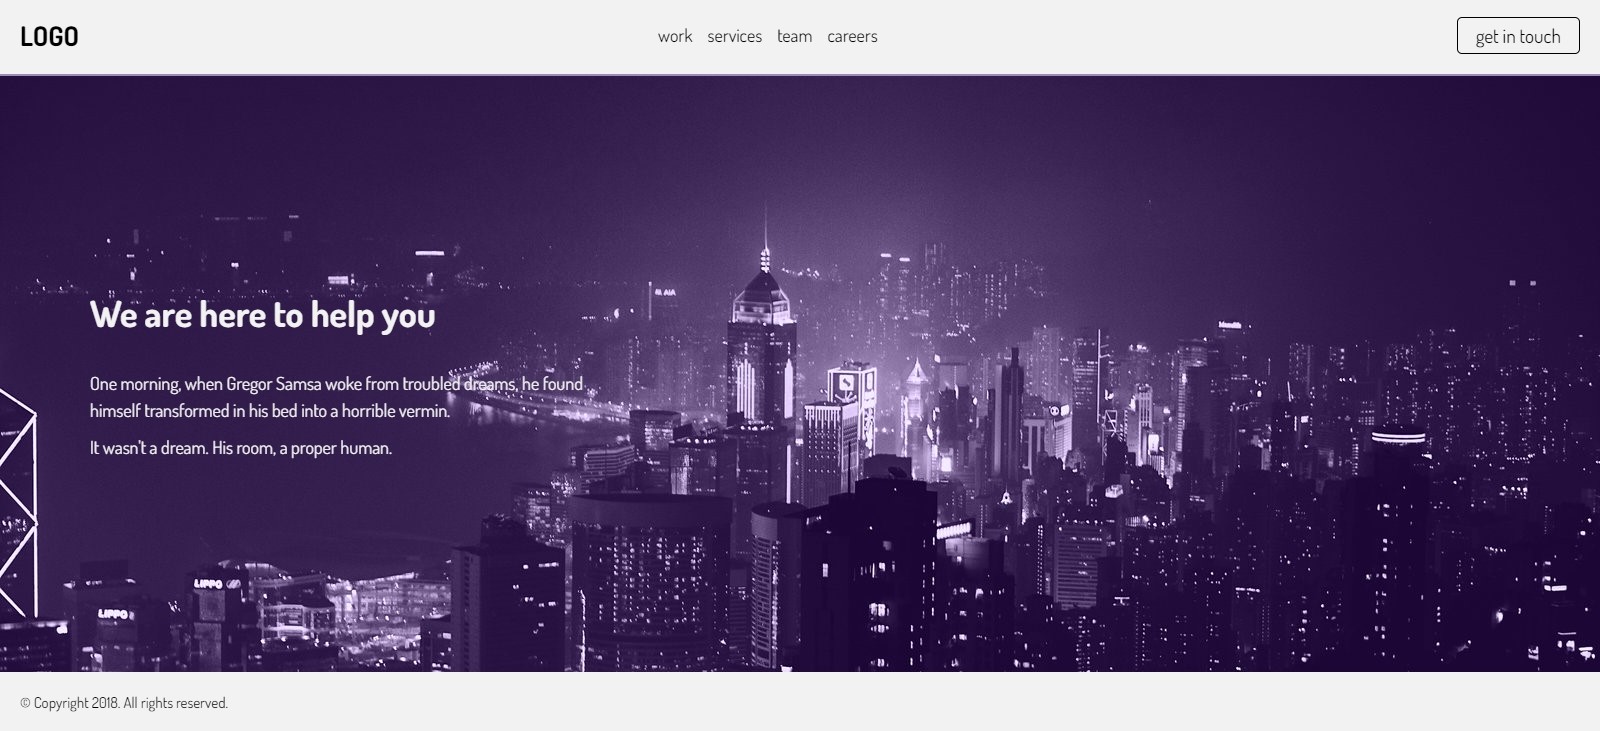 LOGO
work services team careers
get in touch
We are here to help you
One morning, when Gregor Samsa woke from troubled dreams, he found
himself transformed in his bed into a horrible vermin.
It wasn't a dream. His room, a proper human.
AIA
LIPPO
LIPPO
© Copyright 2018. All rights reserved.